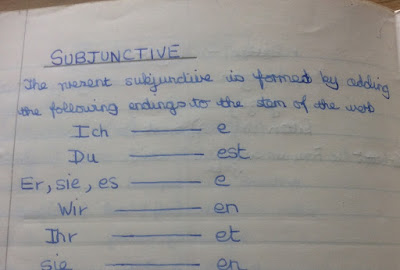 SUBJUNCTIVE
The present subjunctive is formed by adding
the following endings to the stem of the verb
Ich ——— e
Du ——— est
Er, sie, es ——— e
Wir ——— en
Ihr ——— et
sie ——— en